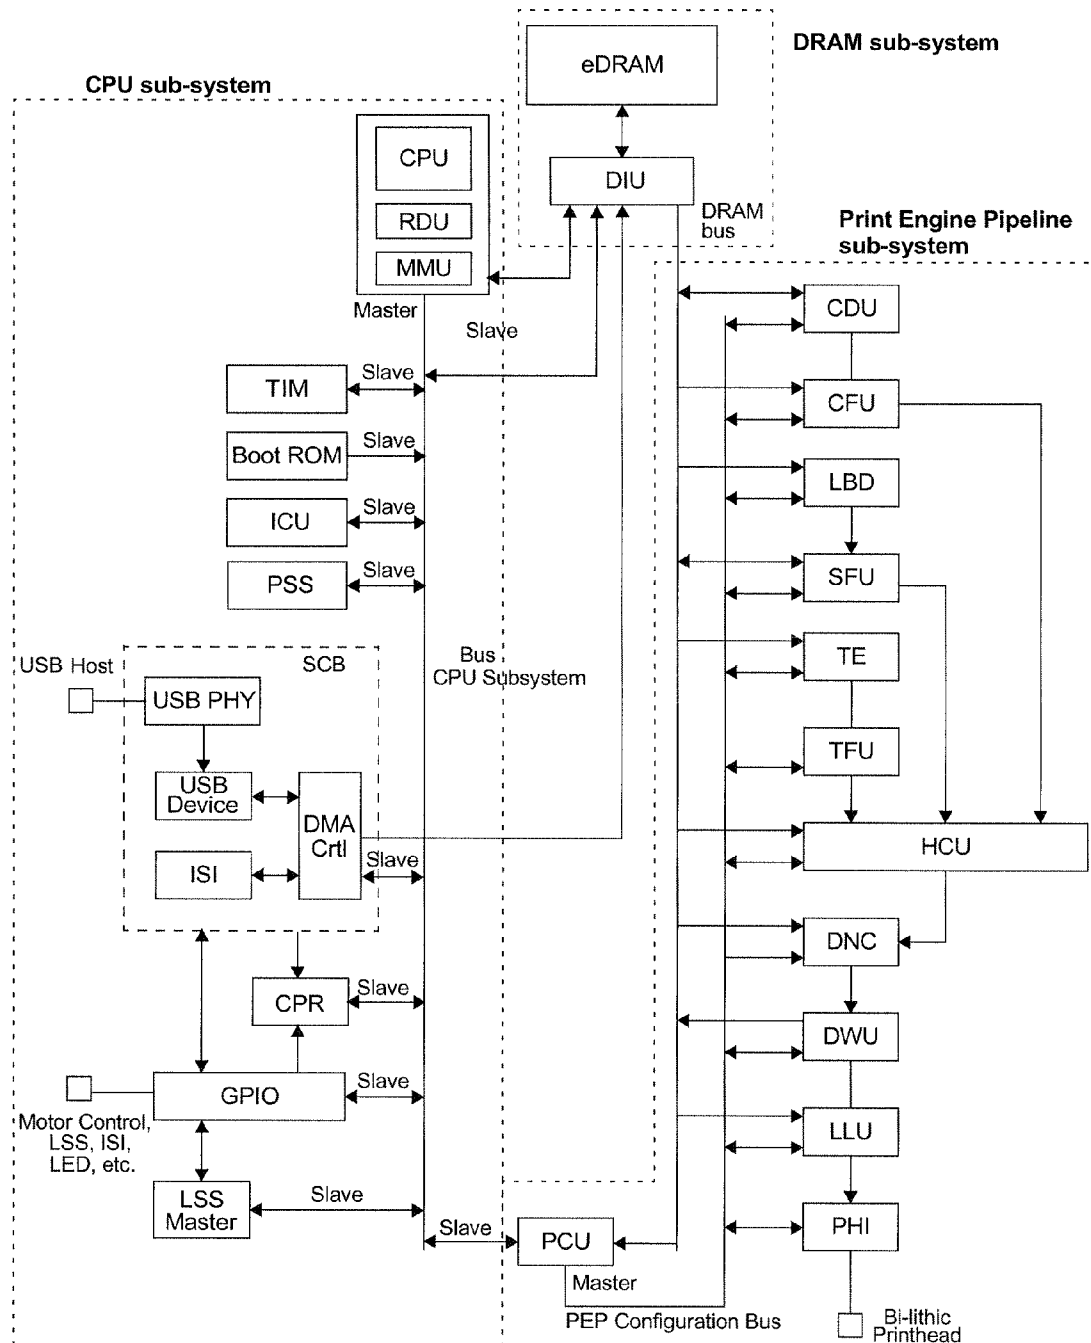 DRAM sub-system
eDRAM
CPU sub-system
CPU
DIU
RDU
DRAM
bus
Print Engine Pipeline
sub-system
MMU
Master
Slave
CDU
TIM
Slave
CFU
Boot ROM
Slave
LBD
ICU
Slave
PSS
Slave
SFU
USB Host
SCB
Bus
CPU Subsystem
TE
USB PHY
TFU
USB
Device
DMA
Crtl
HCU
ISI
Slave
DNC
CPR
Slave
DWU
GPIO
Slave
Motor Control,
LSS, ISI,
LED, etc.
LLU
LSS
Master
Slave
Slave
PCU
PHI
Master
PEP Configuration Bus
Bi-lithic
Printhead